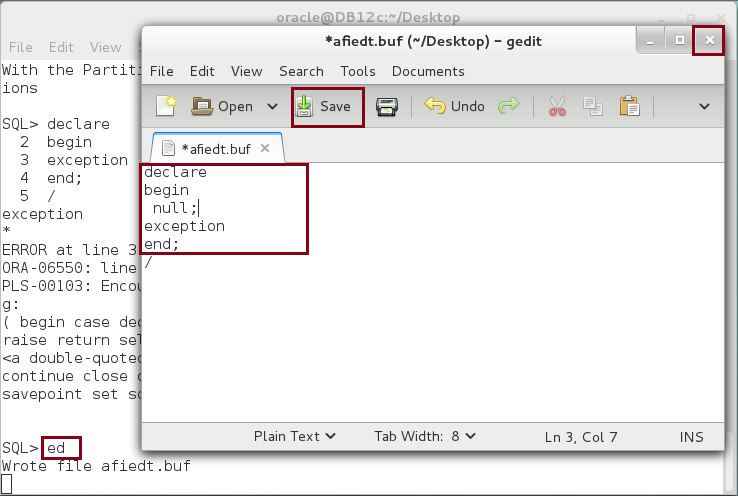 oracle@DB12c:~/Desktop
File Edit View
With the Partiti
ions
SQL> declare
2 begin
3 exception
4 end;
5 /
exception
*
ERROR at line 3
ORA-06550: line
PLS-00103: Encou
g:
( begin case dec
raise return sel
<a double-quoted
continue close c
savepoint set sq
SQL> ed
Wrote file afiedt.buf
*afiedt.buf (~/Desktop) – gedit
File Edit View Search Tools Documents
Open Save Undo
*afiedt.buf
declare
begin
null;
exception
end;
/
Plain Text Tab Width: 8 Ln 3, Col 7 INS